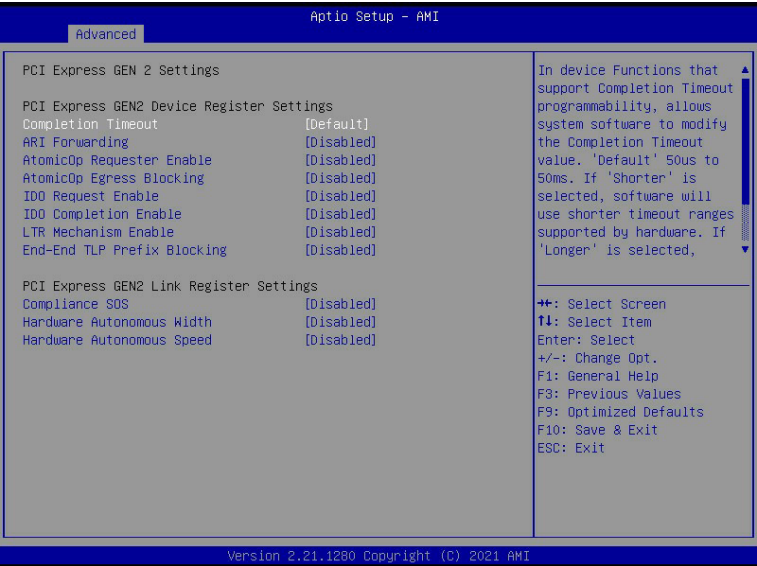 Aptio Setup – AMI
Advanced
PCI Express GEN 2 Settings
PCI Express GEN2 Device Register Settings
Completion Timeout [Default]
ARI Forwarding [Disabled]
AtomicOp Requester Enable [Disabled]
AtomicOp Egress Blocking [Disabled]
IDO Request Enable [Disabled]
IDO Completion Enable [Disabled]
LTR Mechanism Enable [Disabled]
End-End TLP Prefix Blocking [Disabled]
PCI Express GEN2 Link Register Settings
Compliance SOS [Disabled]
Hardware Autonomous Width [Disabled]
Hardware Autonomous Speed [Disabled]
In device Functions that
support Completion Timeout
programmability, allows
system software to modify
the Completion Timeout
value. 'Default' 50us to
50ms. If 'Shorter' is
selected, software will
use shorter timeout ranges
supported by hardware. If
'Longer' is selected,
→←: Select Screen
↑↓: Select Item
Enter: Select
+/-: Change Opt.
F1: General Help
F3: Previous Values
F9: Optimized Defaults
F10: Save & Exit
ESC: Exit
Version 2.21.1280 Copyright (C) 2021 AMI